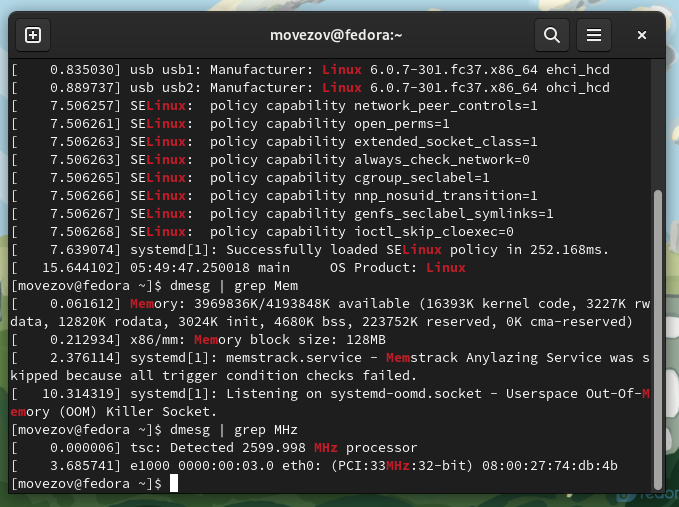 movezov@fedora:~
[    0.835030] usb usb1: Manufacturer: Linux 6.0.7-301.fc37.x86_64 ehci_hcd
[    0.889737] usb usb2: Manufacturer: Linux 6.0.7-301.fc37.x86_64 ohci_hcd
[    7.506257] SELinux:  policy capability network_peer_controls=1
[    7.506261] SELinux:  policy capability open_perms=1
[    7.506263] SELinux:  policy capability extended_socket_class=1
[    7.506263] SELinux:  policy capability always_check_network=0
[    7.506265] SELinux:  policy capability cgroup_seclabel=1
[    7.506266] SELinux:  policy capability nnp_nosuid_transition=1
[    7.506267] SELinux:  policy capability genfs_seclabel_symlinks=1
[    7.506268] SELinux:  policy capability ioctl_skip_cloexec=0
[    7.639074] systemd[1]: Successfully loaded SELinux policy in 252.168ms.
[   15.644102] 05:49:47.250018 main     OS Product: Linux
[movezov@fedora ~]$ dmesg | grep Mem
[    0.061612] Memory: 3969836K/4193848K available (16393K kernel code, 3227K rw
data, 12820K rodata, 3024K init, 4680K bss, 223752K reserved, 0K cma-reserved)
[    0.212934] x86/mm: Memory block size: 128MB
[    2.376114] systemd[1]: memstrack.service - Memstrack Anylazing Service was s
kipped because all trigger condition checks failed.
[   10.314319] systemd[1]: Listening on systemd-oomd.socket - Userspace Out-Of-M
emory (OOM) Killer Socket.
[movezov@fedora ~]$ dmesg | grep MHz
[    0.000006] tsc: Detected 2599.998 MHz processor
[    3.685741] e1000 0000:00:03.0 eth0: (PCI:33MHz:32-bit) 08:00:27:74:db:4b
[movezov@fedora ~]$
fedora